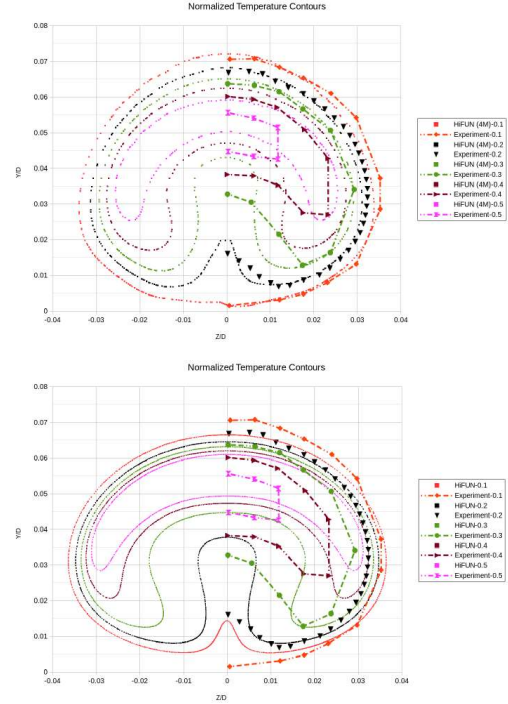 Normalized Temperature Contours
0.08
0.07
0.06
0.05
0.04
0.03
0.02
0.01
0
Y/D
-0.04 -0.03 -0.02 -0.01 0 0.01 0.02 0.03 0.04
Z/D
HiFUN (4M)-0.1
Experiment-0.1
HiFUN (4M)-0.2
Experiment-0.2
HiFUN (4M)-0.3
Experiment-0.3
HiFUN (4M)-0.4
Experiment-0.4
HiFUN (4M)-0.5
Experiment-0.5
Normalized Temperature Contours
0.08
0.07
0.06
0.05
0.04
0.03
0.02
0.01
0
Y/D
-0.04 -0.03 -0.02 -0.01 0 0.01 0.02 0.03 0.04
Z/D
HiFUN-0.1
Experiment-0.1
HiFUN-0.2
Experiment-0.2
HiFUN-0.3
Experiment-0.3
HiFUN-0.4
Experiment-0.4
HiFUN-0.5
Experiment-0.5